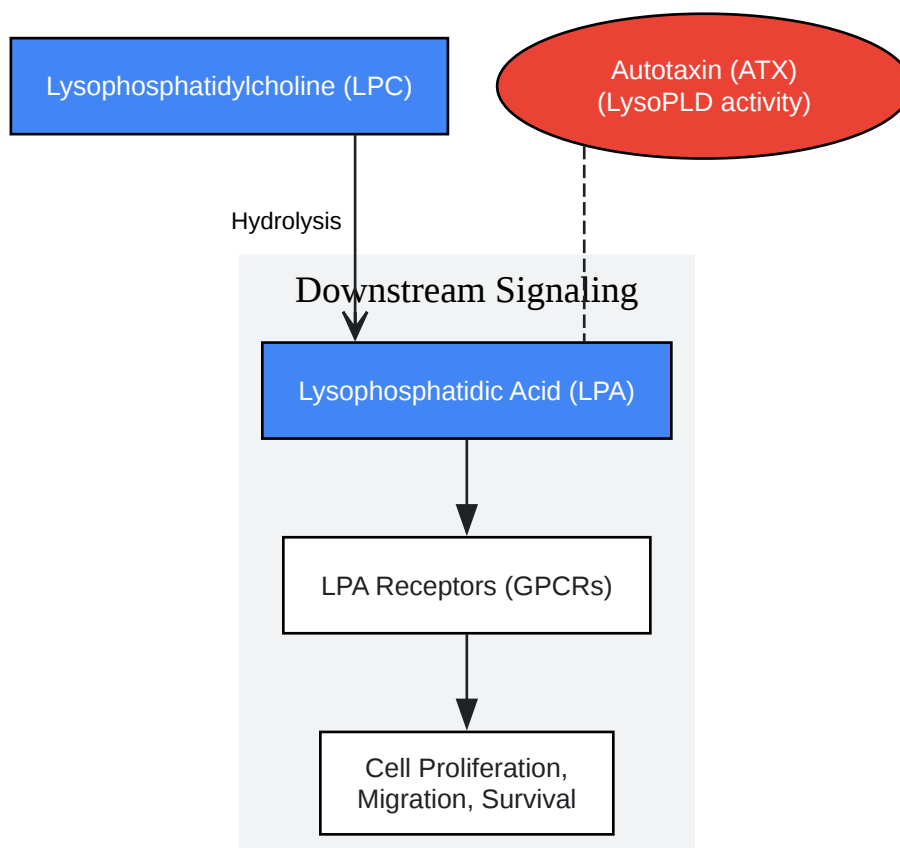 Lysophosphatidylcholine (LPC)
Autotaxin (ATX)
(LysoPLD activity)
Hydrolysis
Downstream Signaling
Lysophosphatidic Acid (LPA)
LPA Receptors (GPCRs)
Cell Proliferation,
Migration, Survival